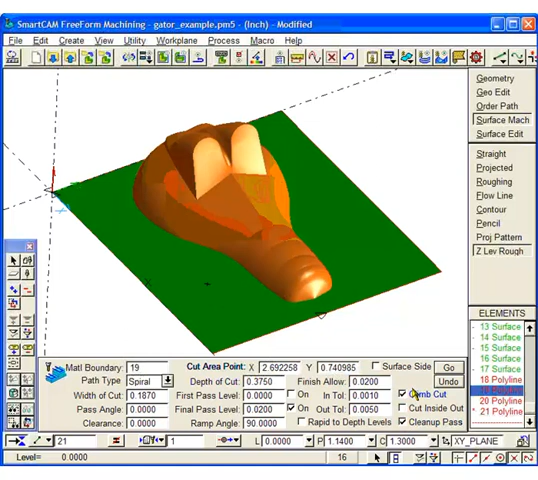 SmartCAM FreeForm Machining - gator_example.pm5 - (Inch) - Modified
File Edit Create View Utility Workplane Process Macro Help
Geometry
Geo Edit
Order Path
Surface Mach
Surface Edit
Straight
Projected
Roughing
Flow Line
Contour
Pencil
Proj Pattern
Z Lev Rough
ELEMENTS
- 13 Surface
- 14 Surface
- 15 Surface
- 16 Surface
- 17 Surface
18 Polyline
20 Polyline
* 21 Polyline
Matl Boundary: 19 Cut Area Point: X 2.692258 Y 0.740985 Surface Side Go
Path Type Spiral Depth of Cut: 0.3750 Finish Allow: 0.0200 Undo
Width of Cut: 0.1870 First Pass Level: 0.0000 On In Tol: 0.0010 Climb Cut
Pass Angle: 0.0000 Final Pass Level: 0.0200 On Out Tol: 0.0050 Cut Inside Out
Clearance: 0.0000 Ramp Angle: 90.0000 Rapid to Depth Levels Cleanup Pass
21 1 L 0.0000 P 1.1400 C 1.3000 XY_PLANE
Level= 0.0000 16